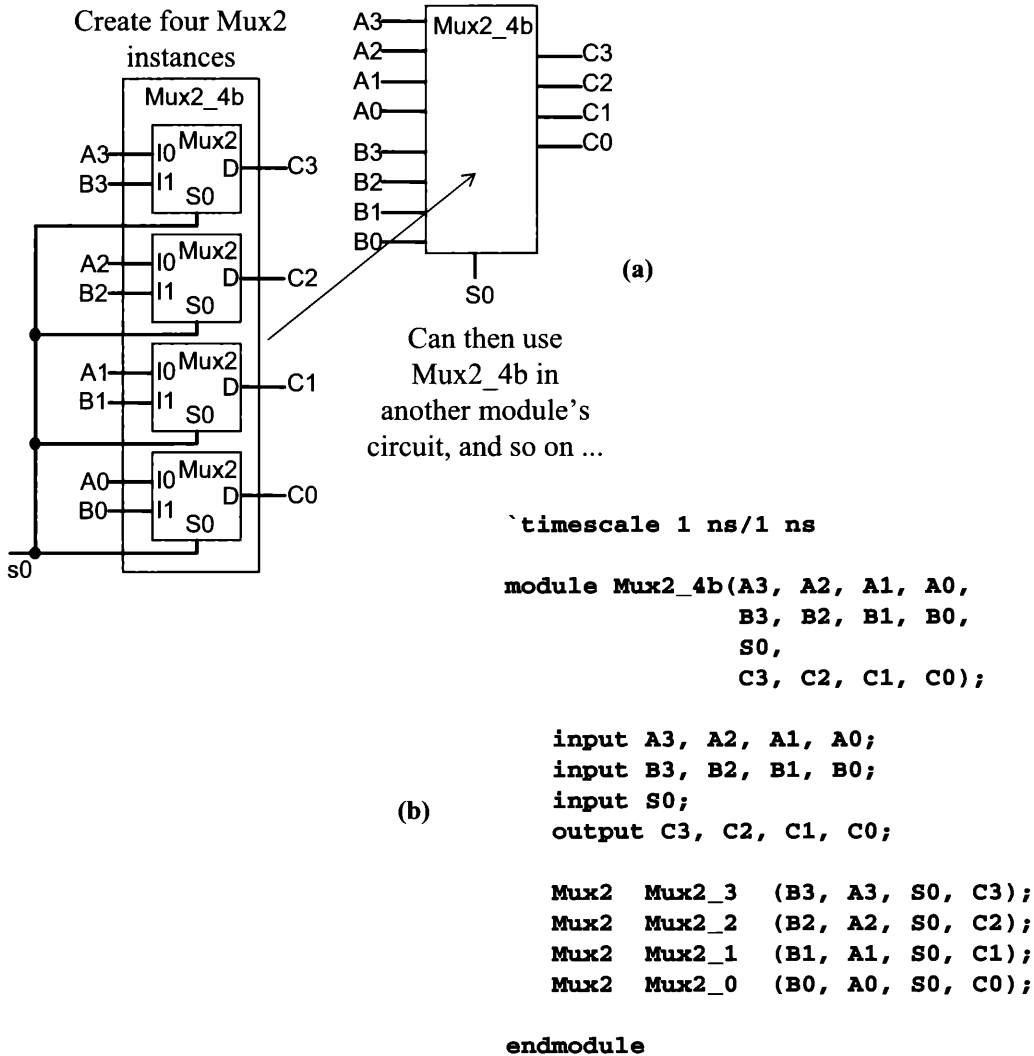 Create four Mux2
instances
Mux2_4b
A3
B3
I0
I1
Mux2
D
S0
C3
A2
B2
I0
I1
Mux2
D
S0
C2
A1
B1
I0
I1
Mux2
D
S0
C1
A0
B0
I0
I1
Mux2
D
S0
C0
s0
A3
A2
A1
A0
B3
B2
B1
B0
Mux2_4b
C3
C2
C1
C0
S0
(a)
Can then use
Mux2_4b in
another module’s
circuit, and so on ...
(b)
`timescale 1 ns/1 ns
module Mux2_4b(A3, A2, A1, A0,
B3, B2, B1, B0,
S0,
C3, C2, C1, C0);
input A3, A2, A1, A0;
input B3, B2, B1, B0;
input S0;
output C3, C2, C1, C0;
Mux2 Mux2_3 (B3, A3, S0, C3);
Mux2 Mux2_2 (B2, A2, S0, C2);
Mux2 Mux2_1 (B1, A1, S0, C1);
Mux2 Mux2_0 (B0, A0, S0, C0);
endmodule